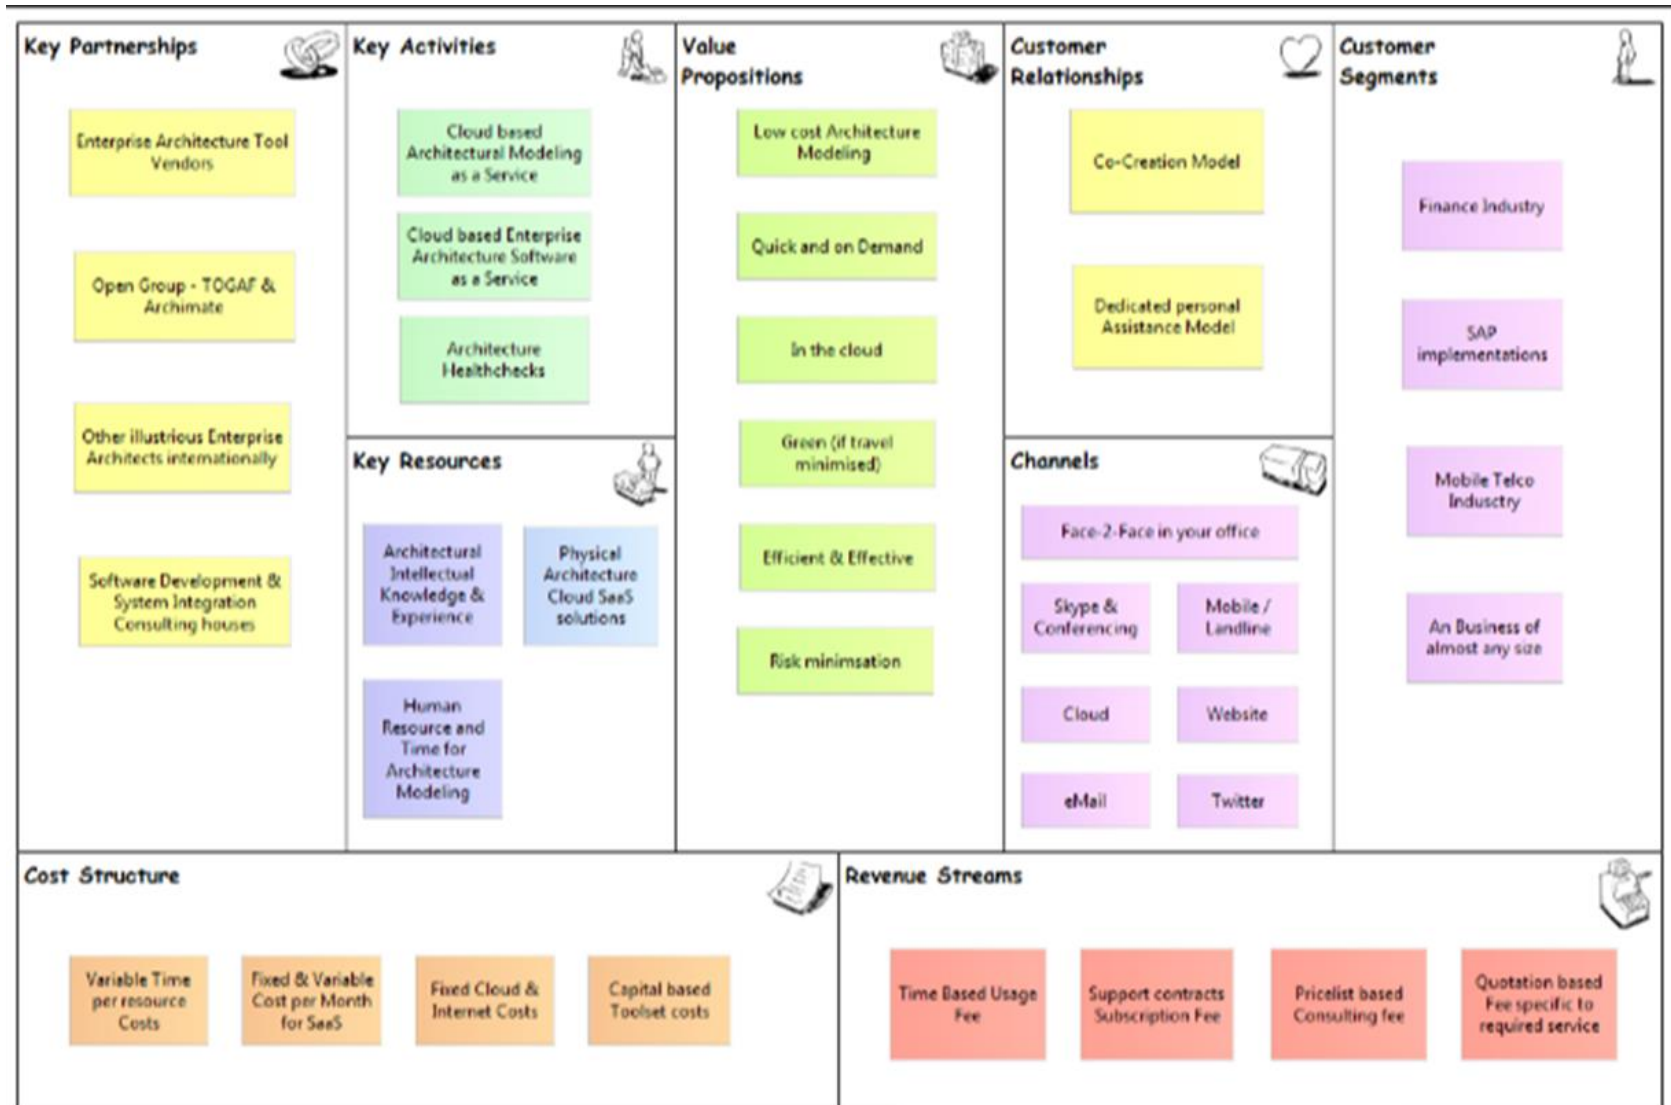 Key Partnerships
Enterprise Architecture Tool
Vendors
Open Group - TOGAF &
Archimate
Other illustrious Enterprise
Architects internationally
Software Development &
System Integration
Consulting houses
Key Activities
Cloud based
Architectural Modeling
as a Service
Cloud based Enterprise
Architecture Software
as a Service
Architecture
Healthchecks
Key Resources
Architectural
Intellectual
Knowledge &
Experience
Physical
Architecture
Cloud SaaS
solutions
Human
Resource and
Time for
Architecture
Modeling
Value
Propositions
Low cost Architecture
Modeling
Quick and on Demand
In the cloud
Green (if travel
minimised)
Efficient & Effective
Risk minimsation
Customer
Relationships
Co-Creation Model
Dedicated personal
Assistance Model
Channels
Face-2-Face in your office
Skype &
Conferencing
Mobile /
Landline
Cloud
Website
eMail
Twitter
Customer
Segments
Finance Industry
SAP
implementations
Mobile Telco
Indusctry
An Business of
almost any size
Cost Structure
Variable Time
per resource
Costs
Fixed & Variable
Cost per Month
for SaaS
Fixed Cloud &
Internet Costs
Capital based
Toolset costs
Revenue Streams
Time Based Usage
Fee
Support contracts
Subscription Fee
Pricelist based
Consulting fee
Quotation based
Fee specific to
required service